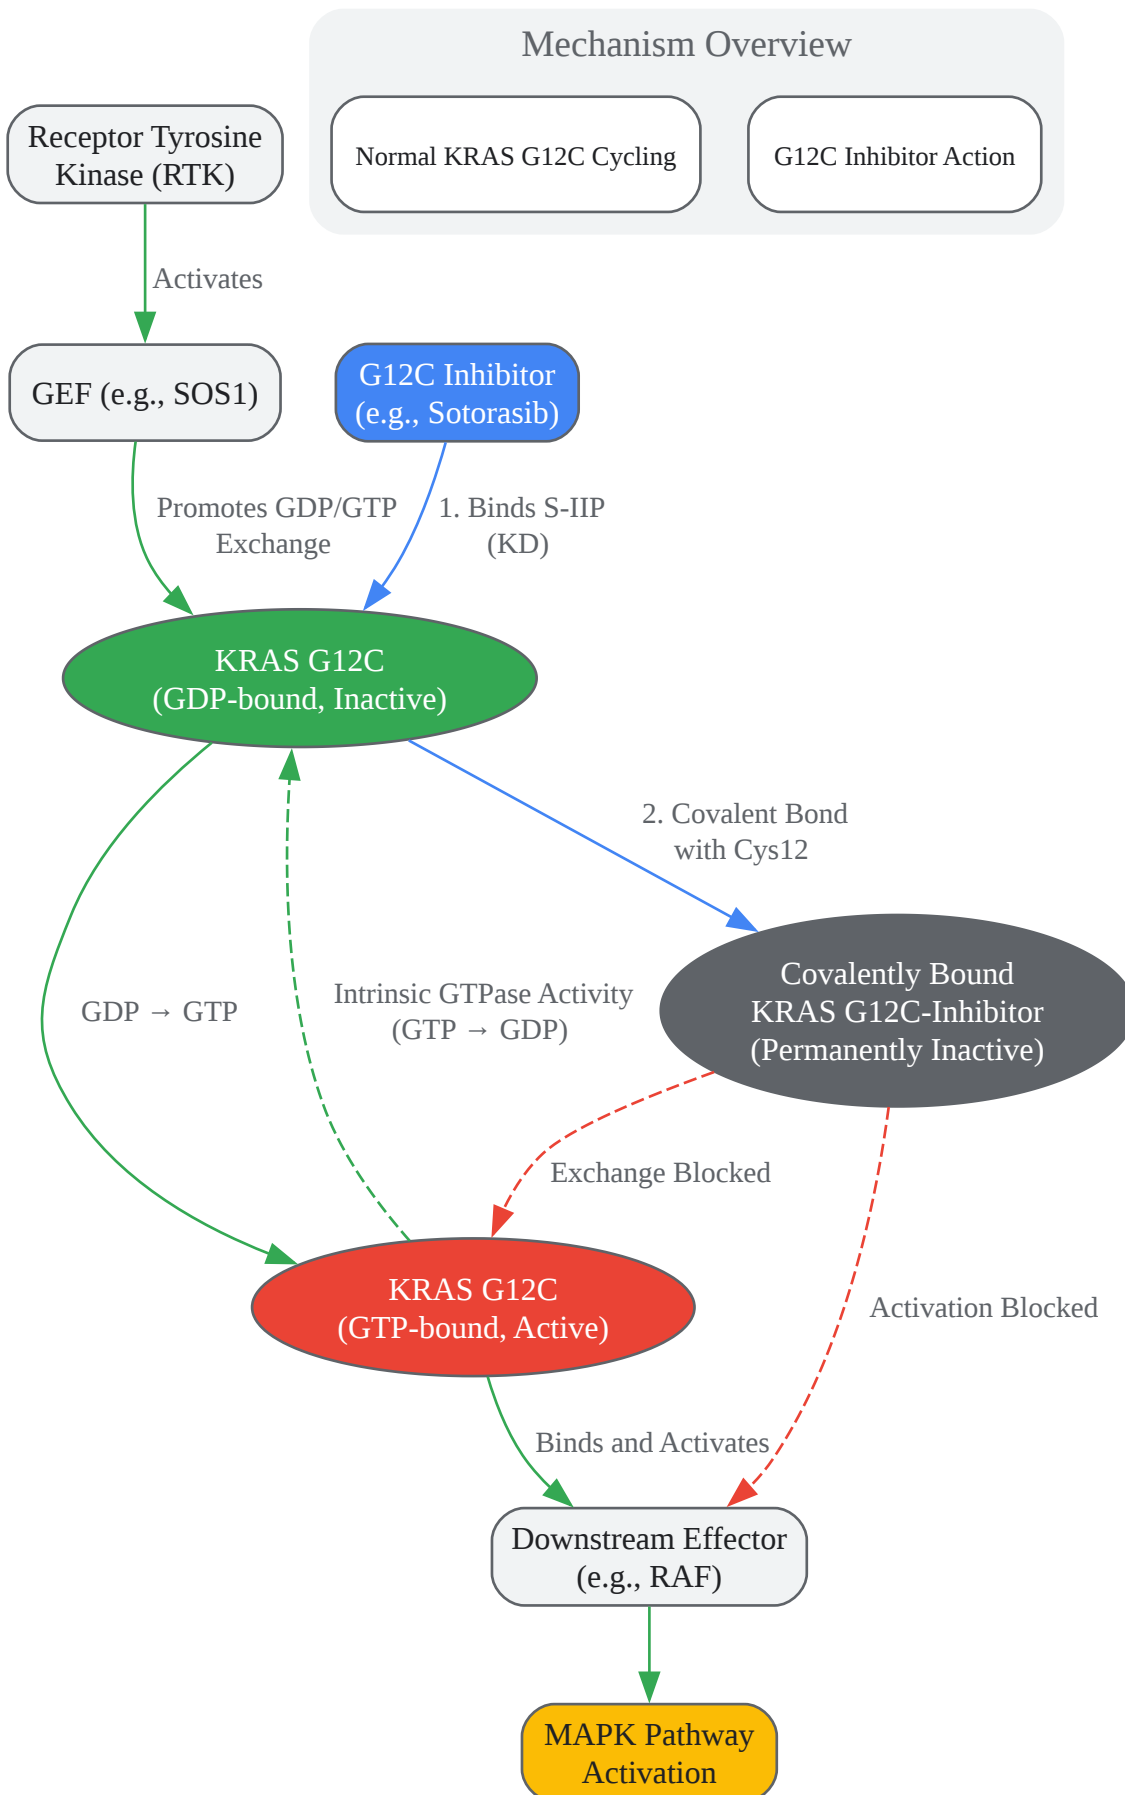 Mechanism Overview
Normal KRAS G12C Cycling
G12C Inhibitor Action
Receptor Tyrosine
Kinase (RTK)
Activates
GEF (e.g., SOS1)
G12C Inhibitor
(e.g., Sotorasib)
Promotes GDP/GTP
Exchange
1. Binds S-IIP
(KD)
KRAS G12C
(GDP-bound, Inactive)
2. Covalent Bond
with Cys12
GDP → GTP
Intrinsic GTPase Activity
(GTP → GDP)
Covalently Bound
KRAS G12C-Inhibitor
(Permanently Inactive)
Exchange Blocked
KRAS G12C
(GTP-bound, Active)
Activation Blocked
Binds and Activates
Downstream Effector
(e.g., RAF)
MAPK Pathway
Activation